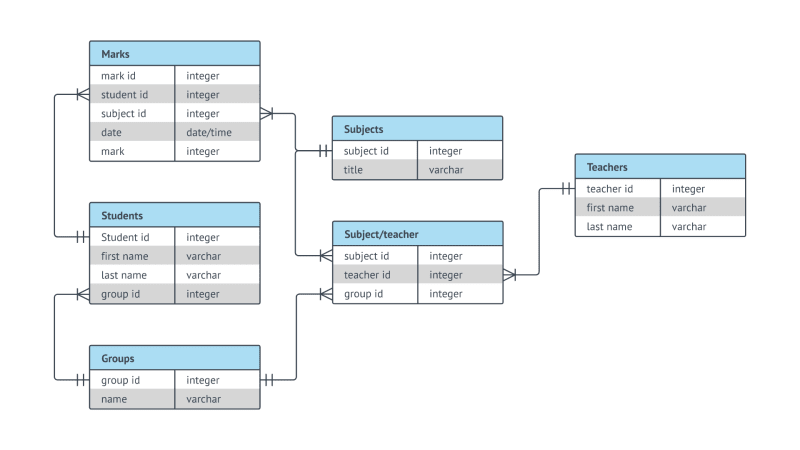 Marks
mark id integer
student id integer
subject id integer
date date/time
mark integer
Students
Student id integer
first name varchar
last name varchar
group id integer
Groups
group id integer
name varchar
Subjects
subject id integer
title varchar
Subject/teacher
subject id integer
teacher id integer
group id integer
Teachers
teacher id integer
first name varchar
last name varchar